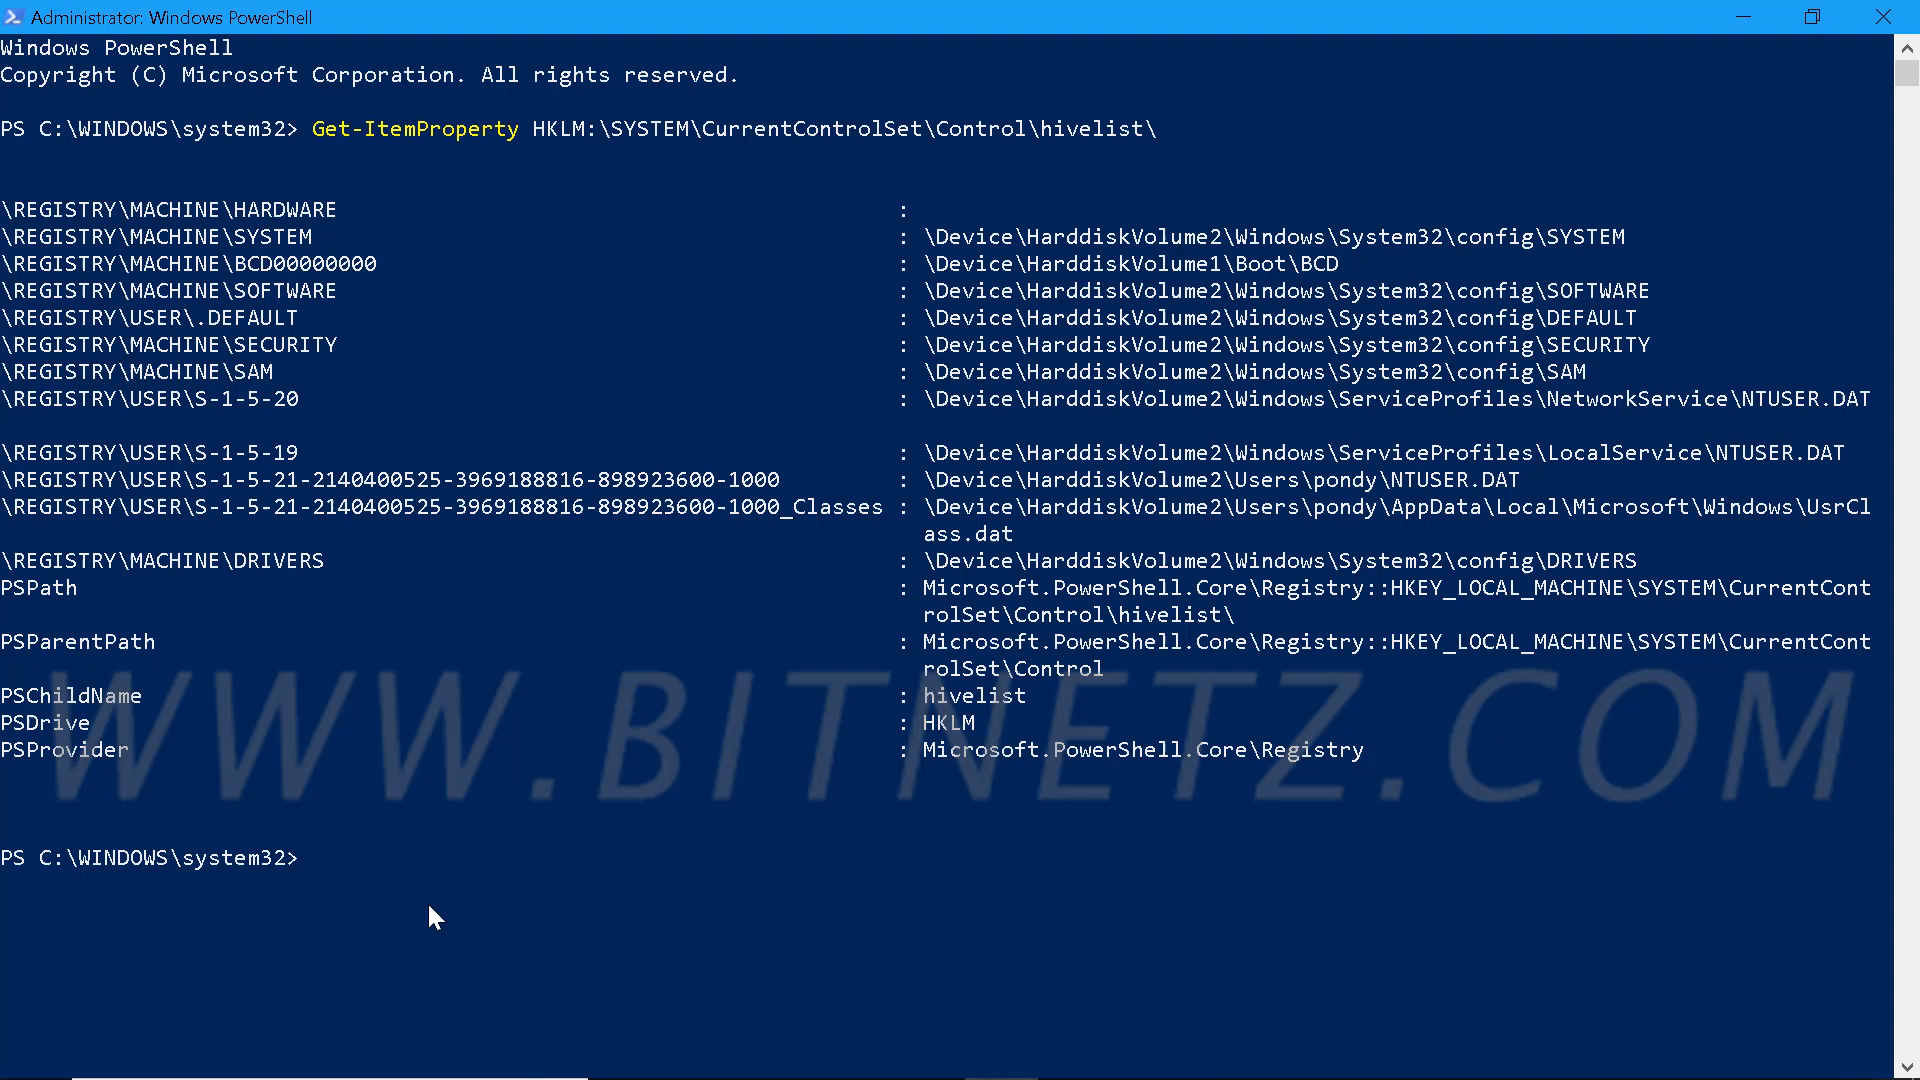 Administrator: Windows PowerShell
Windows PowerShell
Copyright (C) Microsoft Corporation. All rights reserved.
PS C:\WINDOWS\system32> Get-ItemProperty HKLM:\SYSTEM\CurrentControlSet\Control\hivelist\
\REGISTRY\MACHINE\HARDWARE :
\REGISTRY\MACHINE\SYSTEM : \Device\HarddiskVolume2\Windows\System32\config\SYSTEM
\REGISTRY\MACHINE\BCD00000000 : \Device\HarddiskVolume1\Boot\BCD
\REGISTRY\MACHINE\SOFTWARE : \Device\HarddiskVolume2\Windows\System32\config\SOFTWARE
\REGISTRY\USER\.DEFAULT : \Device\HarddiskVolume2\Windows\System32\config\DEFAULT
\REGISTRY\MACHINE\SECURITY : \Device\HarddiskVolume2\Windows\System32\config\SECURITY
\REGISTRY\MACHINE\SAM : \Device\HarddiskVolume2\Windows\System32\config\SAM
\REGISTRY\USER\S-1-5-20 : \Device\HarddiskVolume2\Windows\ServiceProfiles\NetworkService\NTUSER.DAT
\REGISTRY\USER\S-1-5-19 : \Device\HarddiskVolume2\Windows\ServiceProfiles\LocalService\NTUSER.DAT
\REGISTRY\USER\S-1-5-21-2140400525-3969188816-898923600-1000 : \Device\HarddiskVolume2\Users\pondy\NTUSER.DAT
\REGISTRY\USER\S-1-5-21-2140400525-3969188816-898923600-1000_Classes : \Device\HarddiskVolume2\Users\pondy\AppData\Local\Microsoft\Windows\UsrCl
ass.dat
\REGISTRY\MACHINE\DRIVERS : \Device\HarddiskVolume2\Windows\System32\config\DRIVERS
PSPath : Microsoft.PowerShell.Core\Registry::HKEY_LOCAL_MACHINE\SYSTEM\CurrentCont
rolSet\Control\hivelist\
PSParentPath : Microsoft.PowerShell.Core\Registry::HKEY_LOCAL_MACHINE\SYSTEM\CurrentCont
rolSet\Control
PSChildName : hivelist
PSDrive : HKLM
PSProvider : Microsoft.PowerShell.Core\Registry
WWW.BITNETZ.COM
PS C:\WINDOWS\system32>